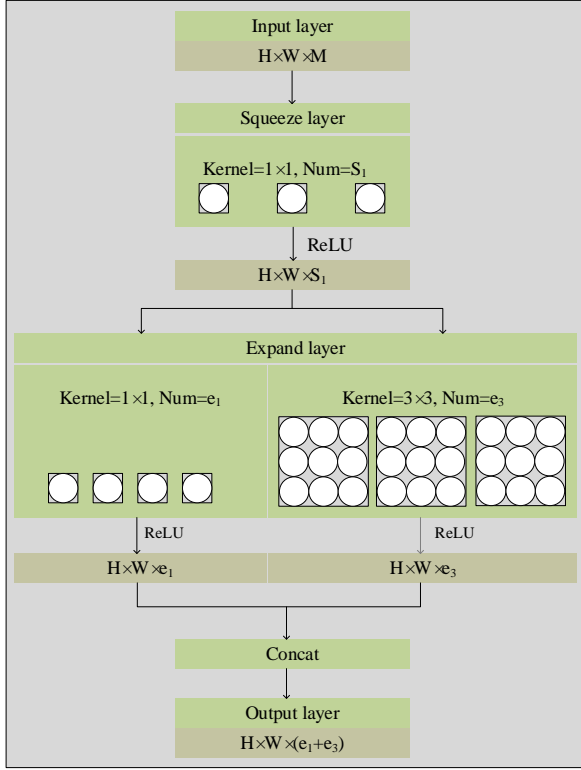 Input layer
H×W×M
Squeeze layer
Kernel=1×1, Num=S₁
ReLU
H×W×S₁
Expand layer
Kernel=1×1, Num=e₁
Kernel=3×3, Num=e₃
ReLU
ReLU
H×W×e₁
H×W×e₃
Concat
Output layer
H×W×(e₁+e₃)